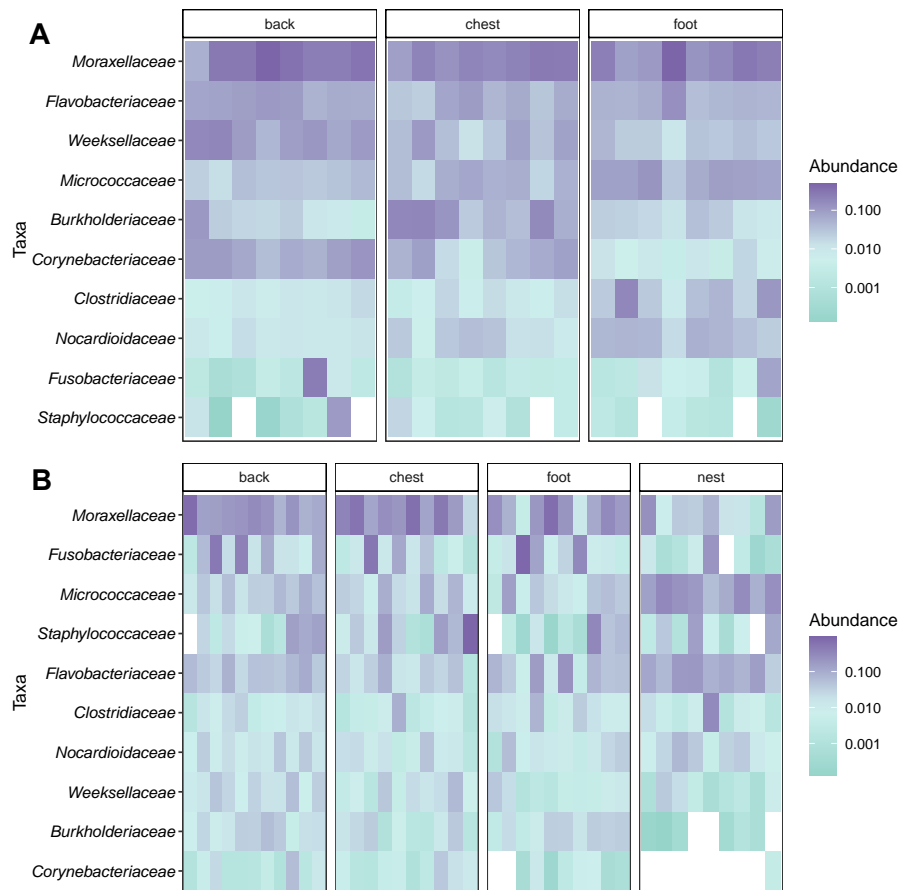 A
back chest foot
Moraxellaceae
Flavobacteriaceae
Weeksellaceae
Micrococcaceae
Burkholderiaceae
Corynebacteriaceae
Clostridiaceae
Nocardioidaceae
Fusobacteriaceae
Staphylococcaceae
Taxa
Abundance
0.100
0.010
0.001
B
back chest foot nest
Moraxellaceae
Fusobacteriaceae
Micrococcaceae
Staphylococcaceae
Flavobacteriaceae
Clostridiaceae
Nocardioidaceae
Weeksellaceae
Burkholderiaceae
Corynebacteriaceae
Taxa
Abundance
0.100
0.010
0.001